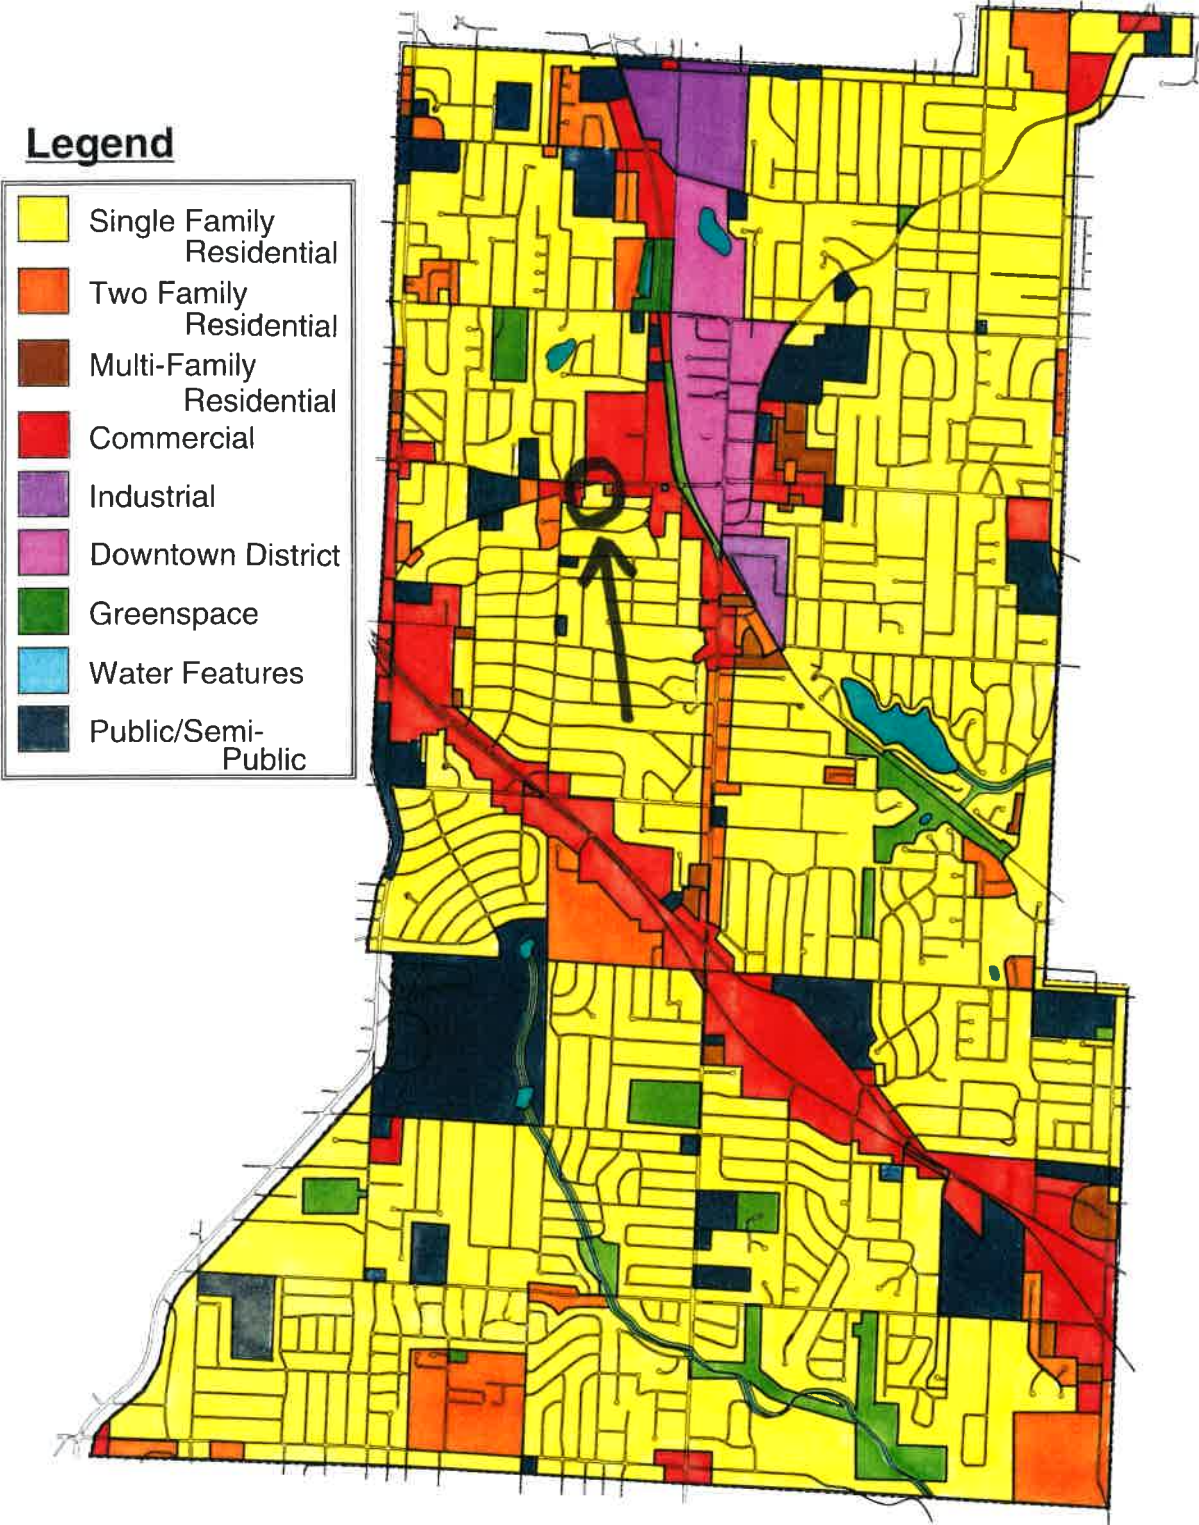 Legend
Single Family
Residential
Two Family
Residential
Multi-Family
Residential
Commercial
Industrial
Downtown District
Greenspace
Water Features
Public/Semi-
Public